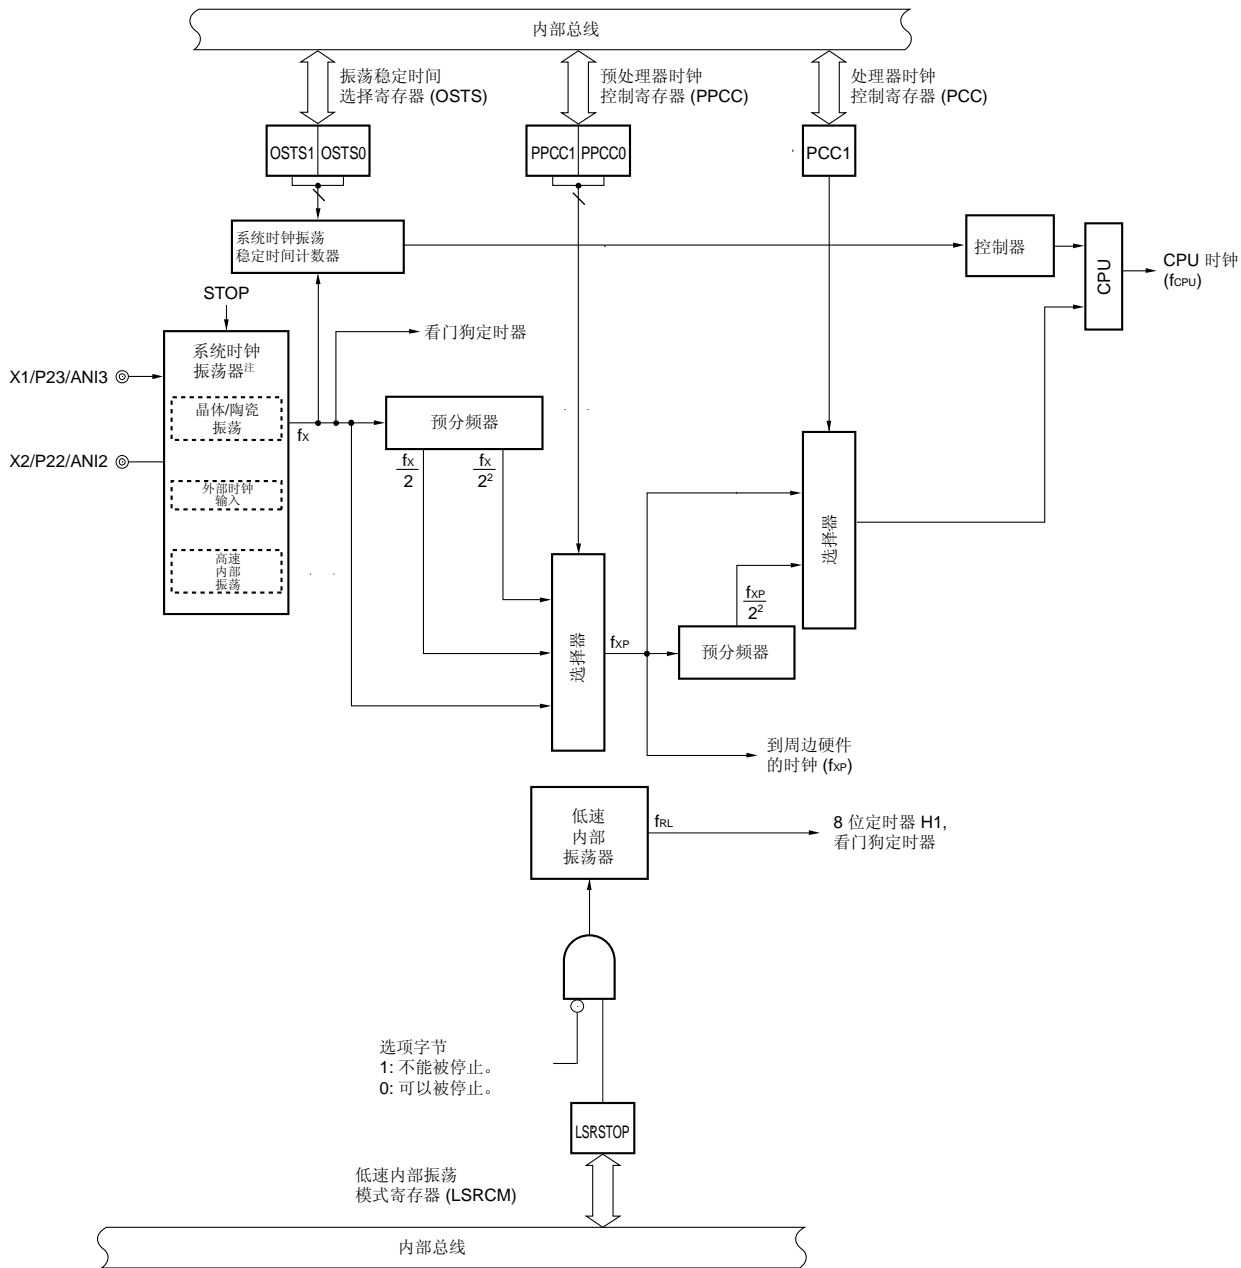 内部总线
振荡稳定时间
选择寄存器 (OSTS)
预处理器时钟
控制寄存器 (PPCC)
处理器时钟
控制寄存器 (PCC)
OSTS1 OSTS0
PPCC1 PPCC0
PCC1
系统时钟振荡
稳定时间计数器
控制器
CPU
CPU 时钟
(fCPU)
STOP
看门狗定时器
系统时钟
振荡器注
X1/P23/ANI3
晶体/陶瓷
振荡
fX
预分频器
X2/P22/ANI2
fX
2
fX
2²
外部时钟
输入
高速
内部
振荡
选择器
选择器
fXP
fXP
2²
预分频器
到周边硬件
的时钟 (fXP)
低速
内部
振荡器
fRL
8 位定时器 H1,
看门狗定时器
选项字节
1: 不能被停止。
0: 可以被停止。
LSRSTOP
低速内部振荡
模式寄存器 (LSRCM)
内部总线